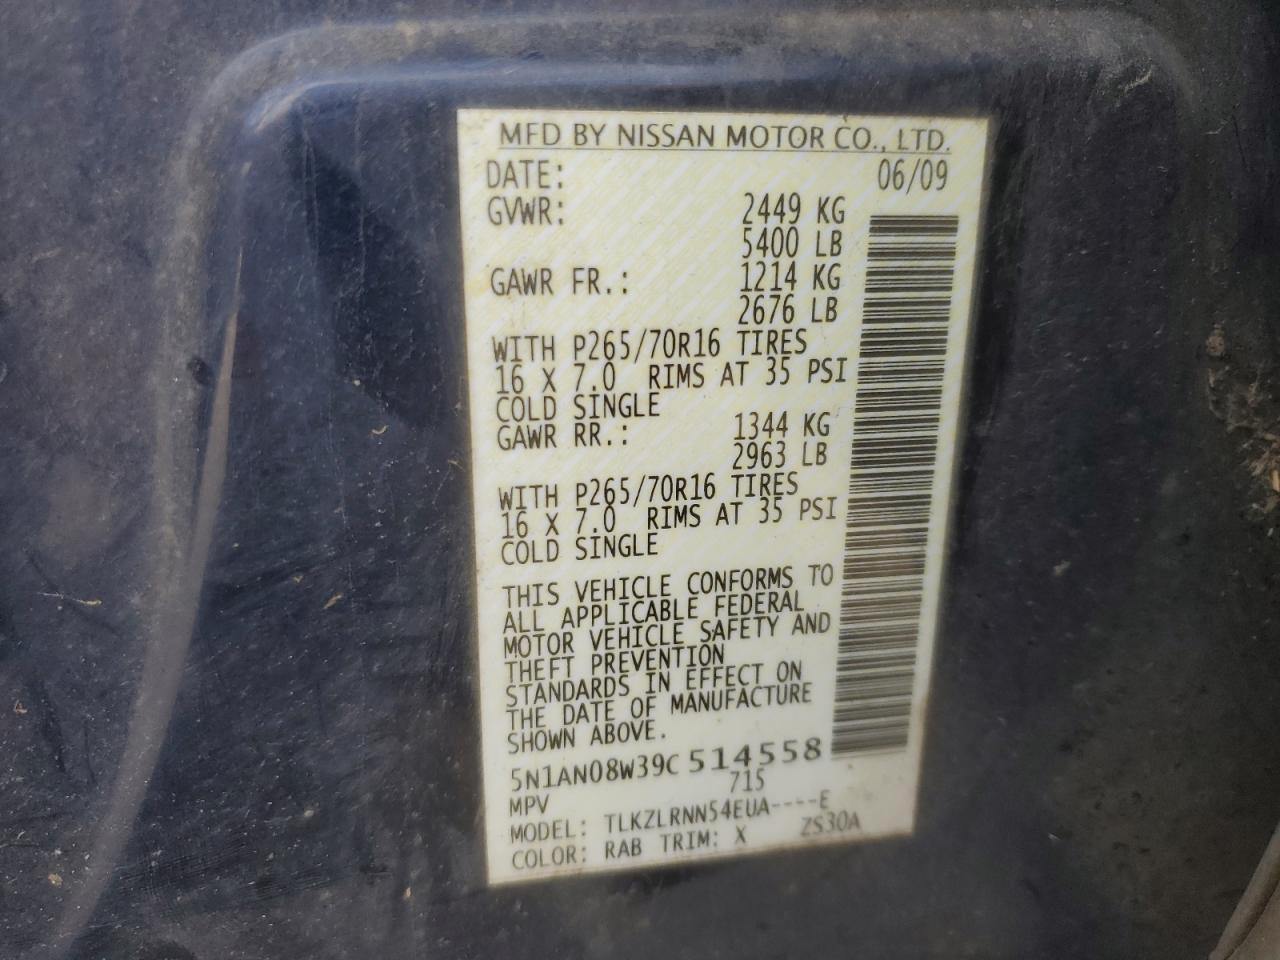 MFD BY NISSAN MOTOR CO., LTD.
DATE: 06/09
GVWR: 2449 KG
5400 LB
GAWR FR.: 1214 KG
2676 LB
WITH P265/70R16 TIRES
16 X 7.0 RIMS AT 35 PSI
COLD SINGLE
GAWR RR.: 1344 KG
2963 LB
WITH P265/70R16 TIRES
16 X 7.0 RIMS AT 35 PSI
COLD SINGLE
THIS VEHICLE CONFORMS TO
ALL APPLICABLE FEDERAL
MOTOR VEHICLE SAFETY AND
THEFT PREVENTION
STANDARDS IN EFFECT ON
THE DATE OF MANUFACTURE
SHOWN ABOVE.
5N1AN08W39C514558
MPV 715
MODEL: TLKZLRNN54EUA----E
COLOR: RAB TRIM: X ZS30A